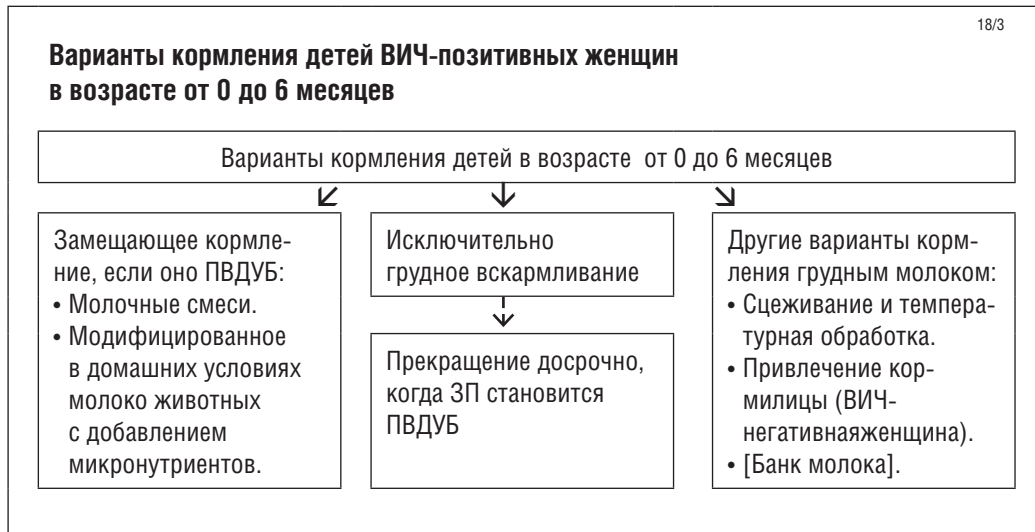 18/3
Варианты кормления детей ВИЧ-позитивных женщин
в возрасте от 0 до 6 месяцев
Варианты кормления детей в возрасте от 0 до 6 месяцев
Замещающее кормле-
ние, если оно ПВДУБ:
• Молочные смеси.
• Модифицированное
в домашних условиях
молоко животных
с добавлением
микронутриентов.
Исключительно
грудное вскармливание
Прекращение досрочно,
когда ЗП становится
ПВДУБ
Другие варианты корм-
ления грудным молоком:
• Сцеживание и темпера-
турная обработка.
• Привлечение кор-
милицы (ВИЧ-
негативнаяженщина).
• [Банк молока].